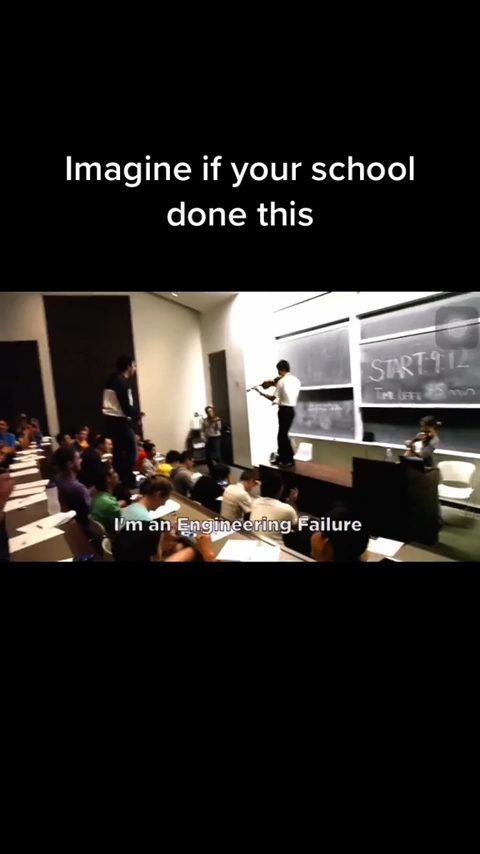 Imagine if your school
done this
START-9:12
I'm an Engineering Failure